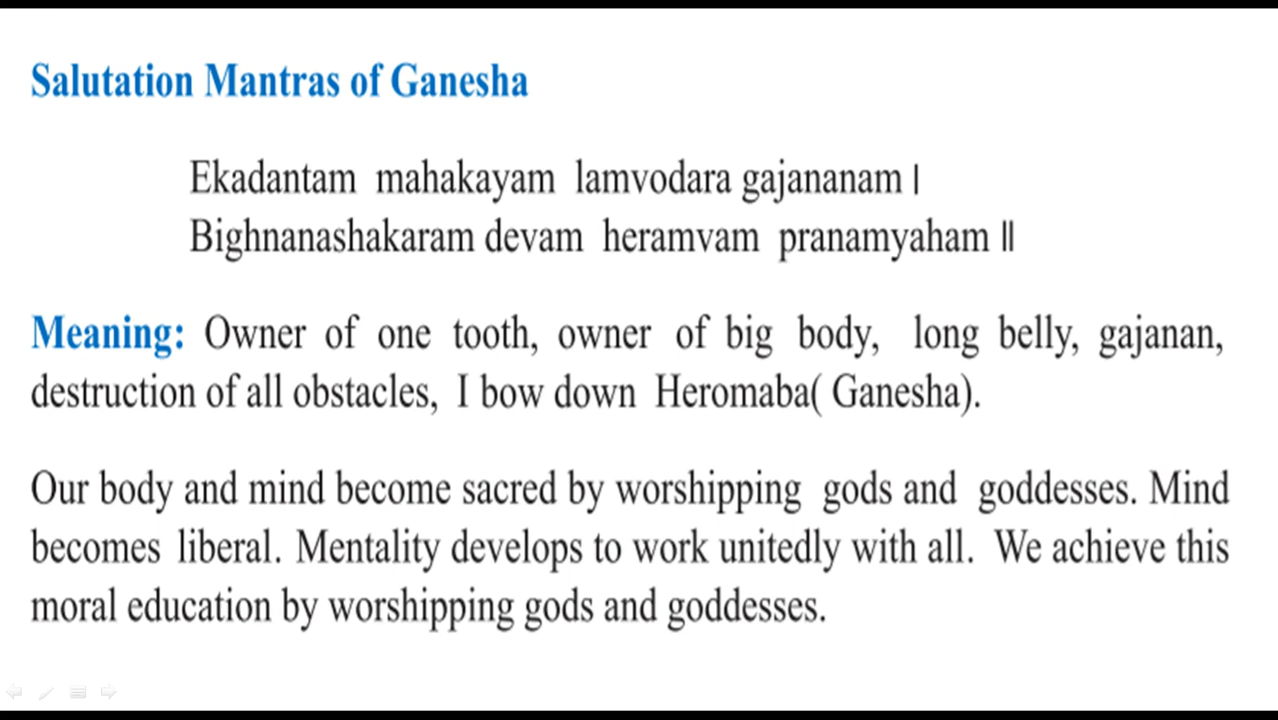 Salutation Mantras of Ganesha
Ekadantam mahakayam lamvodara gajananam ।
Bighnanashakaram devam heramvam pranamyaham ॥
Meaning: Owner of one tooth, owner of big body, long belly, gajanan,
destruction of all obstacles, I bow down Heromaba( Ganesha).
Our body and mind become sacred by worshipping gods and goddesses. Mind
becomes liberal. Mentality develops to work unitedly with all. We achieve this
moral education by worshipping gods and goddesses.